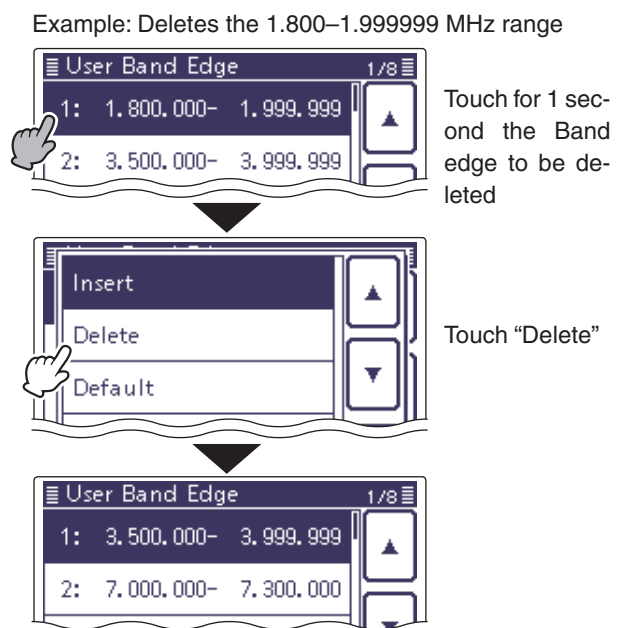 Example: Deletes the 1.800–1.999999 MHz range
User Band Edge 1/8
1: 1.800.000- 1.999.999
2: 3.500.000- 3.999.999
Touch for 1 sec-
ond the Band
edge to be de-
leted
Insert
Delete
Default
Touch “Delete”
User Band Edge 1/8
1: 3.500.000- 3.999.999
2: 7.000.000- 7.300.000